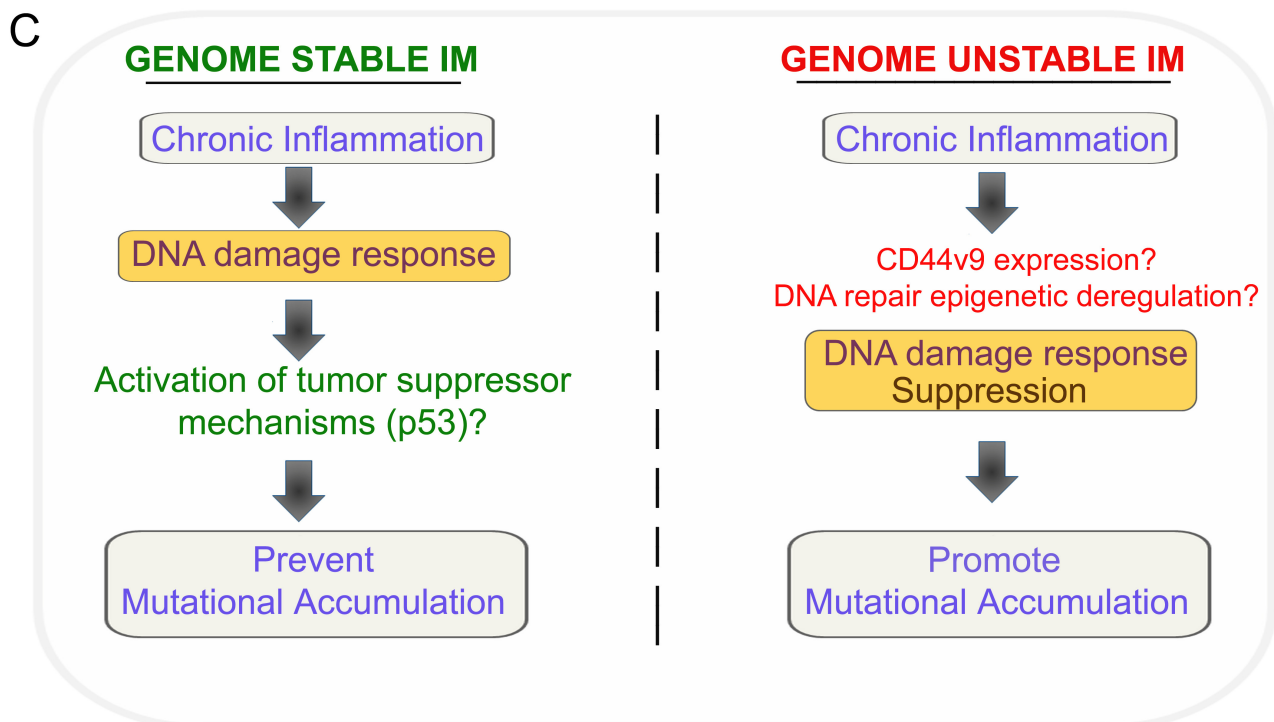 C
GENOME STABLE IM
Chronic Inflammation
DNA damage response
Activation of tumor suppressor
mechanisms (p53)?
Prevent
Mutational Accumulation
GENOME UNSTABLE IM
Chronic Inflammation
CD44v9 expression?
DNA repair epigenetic deregulation?
DNA damage response
Suppression
Promote
Mutational Accumulation